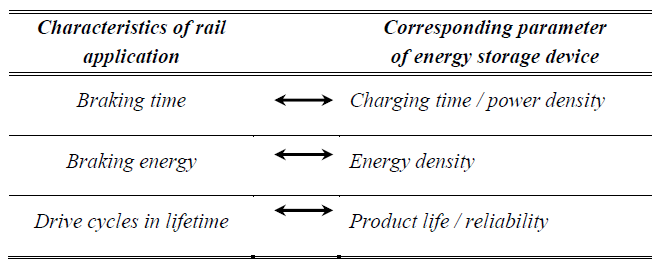 Characteristics of rail application
Corresponding parameter of energy storage device
Braking time ↔ Charging time / power density
Braking energy ↔ Energy density
Drive cycles in lifetime ↔ Product life / reliability